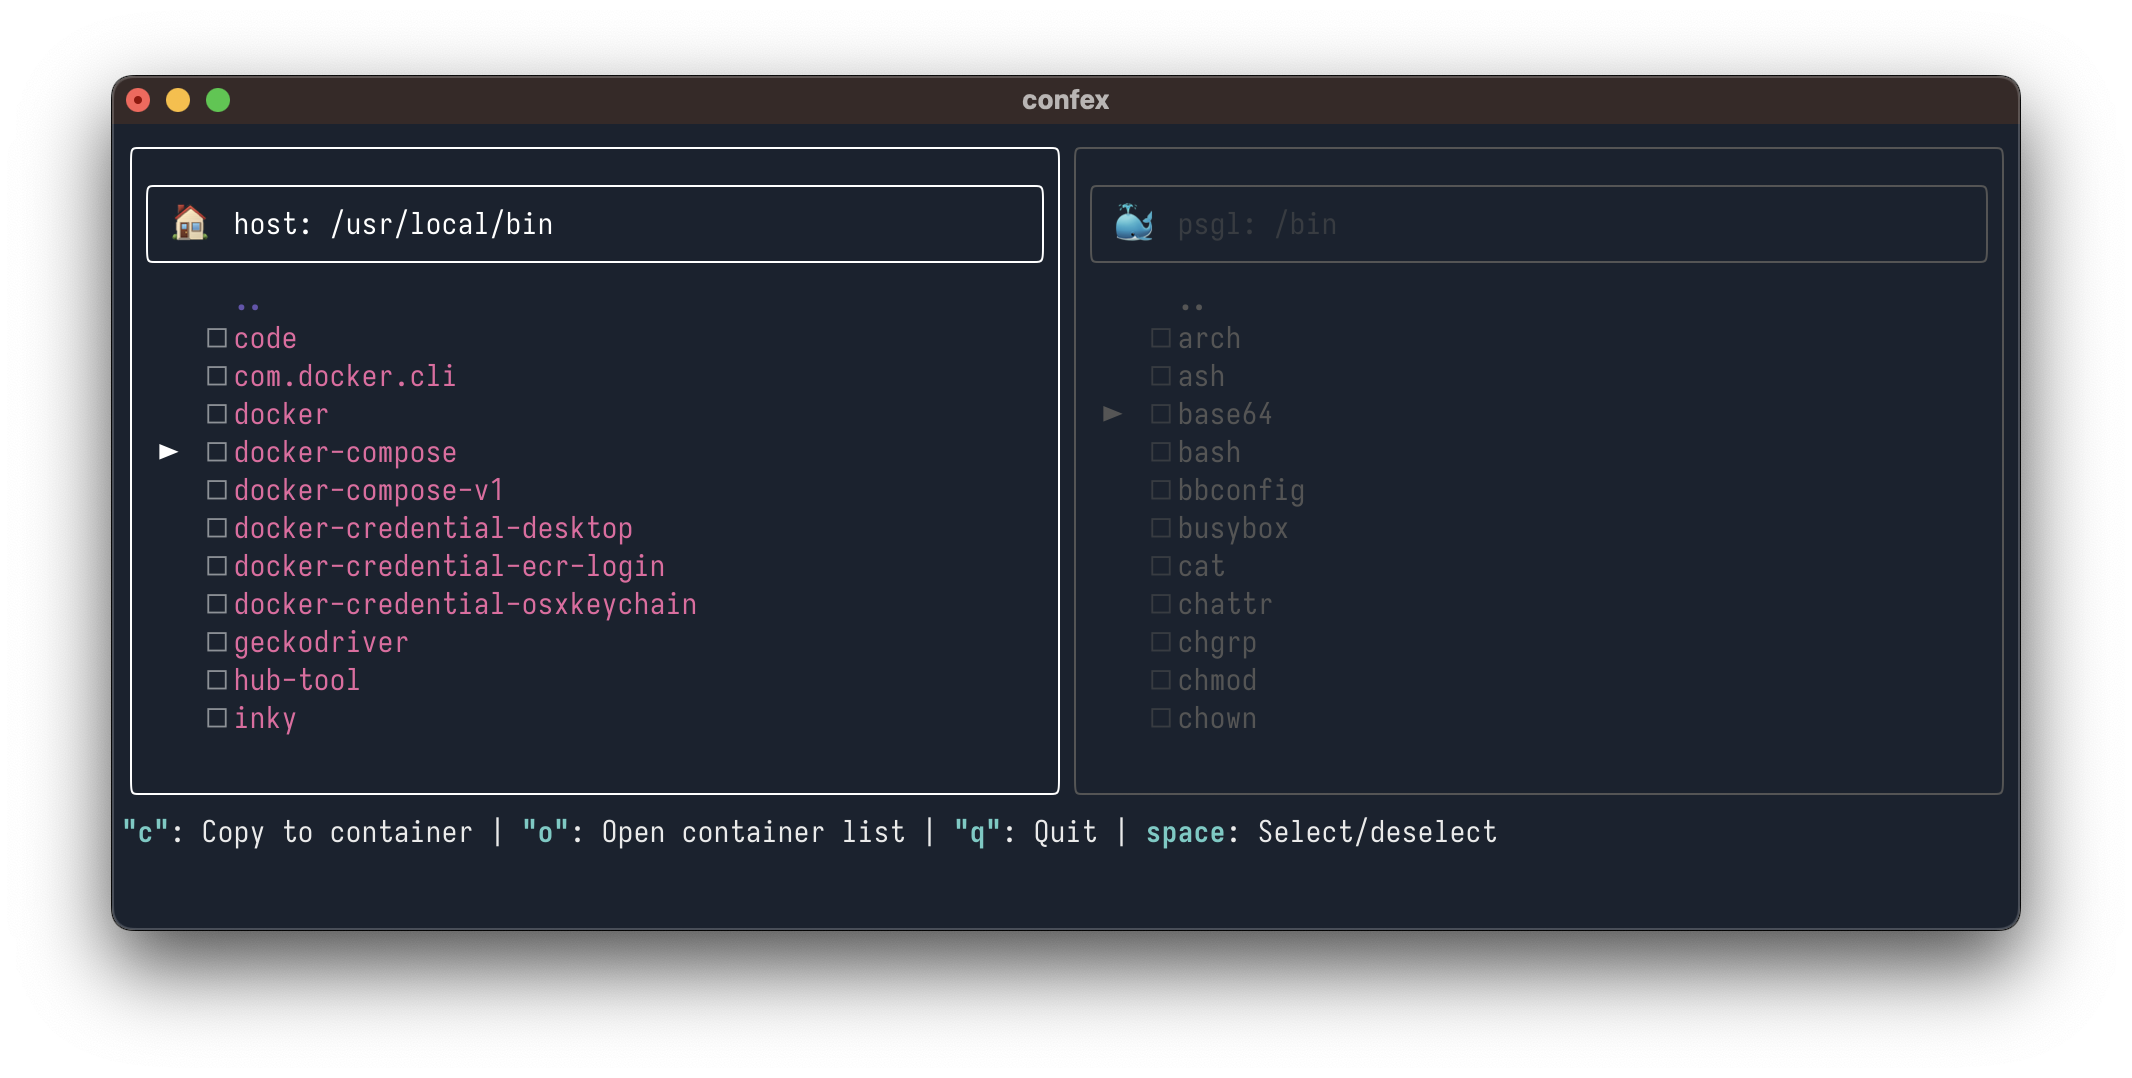 confex
host: /usr/local/bin
..
code
com.docker.cli
docker
docker-compose
docker-compose-v1
docker-credential-desktop
docker-credential-ecr-login
docker-credential-osxkeychain
geckodriver
hub-tool
inky
psgl: /bin
..
arch
ash
base64
bash
bbconfig
busybox
cat
chattr
chgrp
chmod
chown
"c": Copy to container | "o": Open container list | "q": Quit | space: Select/deselect